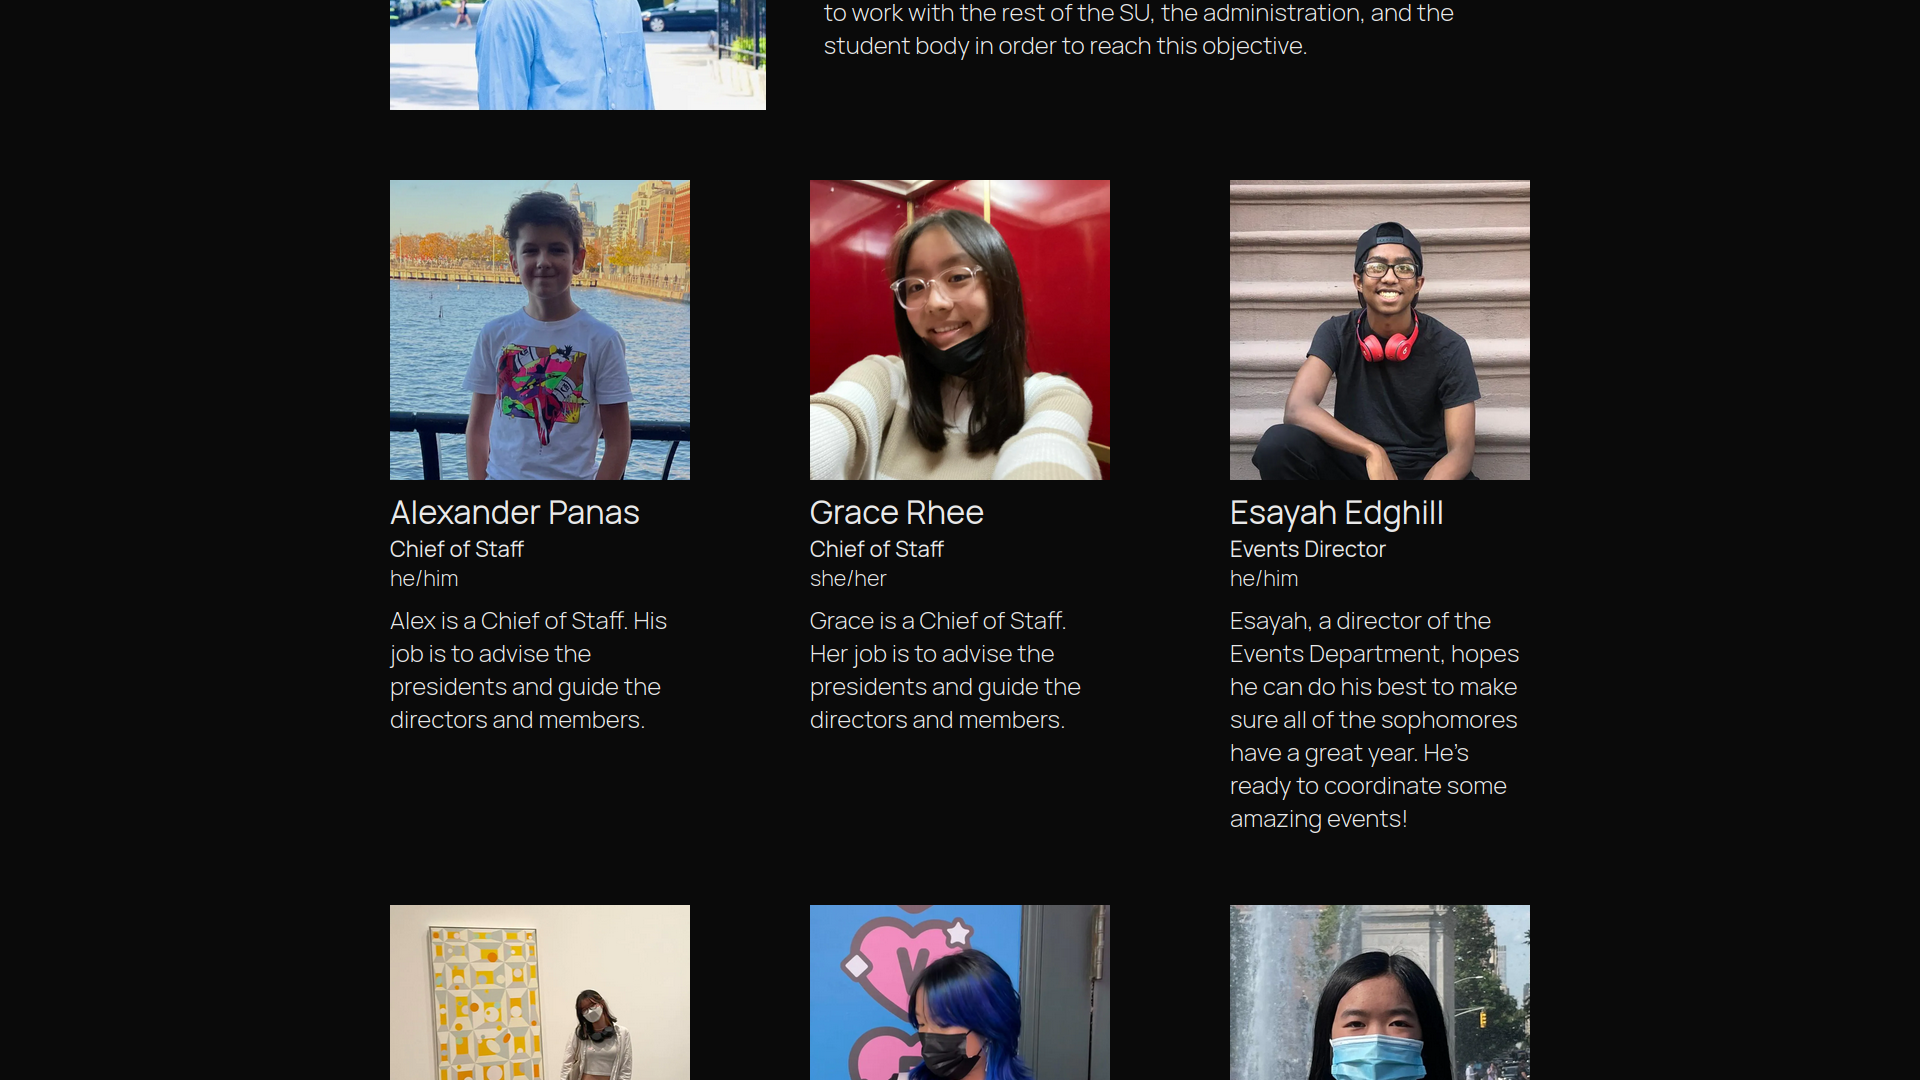 to work with the rest of the SU, the administration, and the
student body in order to reach this objective.
Alexander Panas
Chief of Staff
he/him
Alex is a Chief of Staff. His
job is to advise the
presidents and guide the
directors and members.
Grace Rhee
Chief of Staff
she/her
Grace is a Chief of Staff.
Her job is to advise the
presidents and guide the
directors and members.
Esayah Edghill
Events Director
he/him
Esayah, a director of the
Events Department, hopes
he can do his best to make
sure all of the sophomores
have a great year. He’s
ready to coordinate some
amazing events!